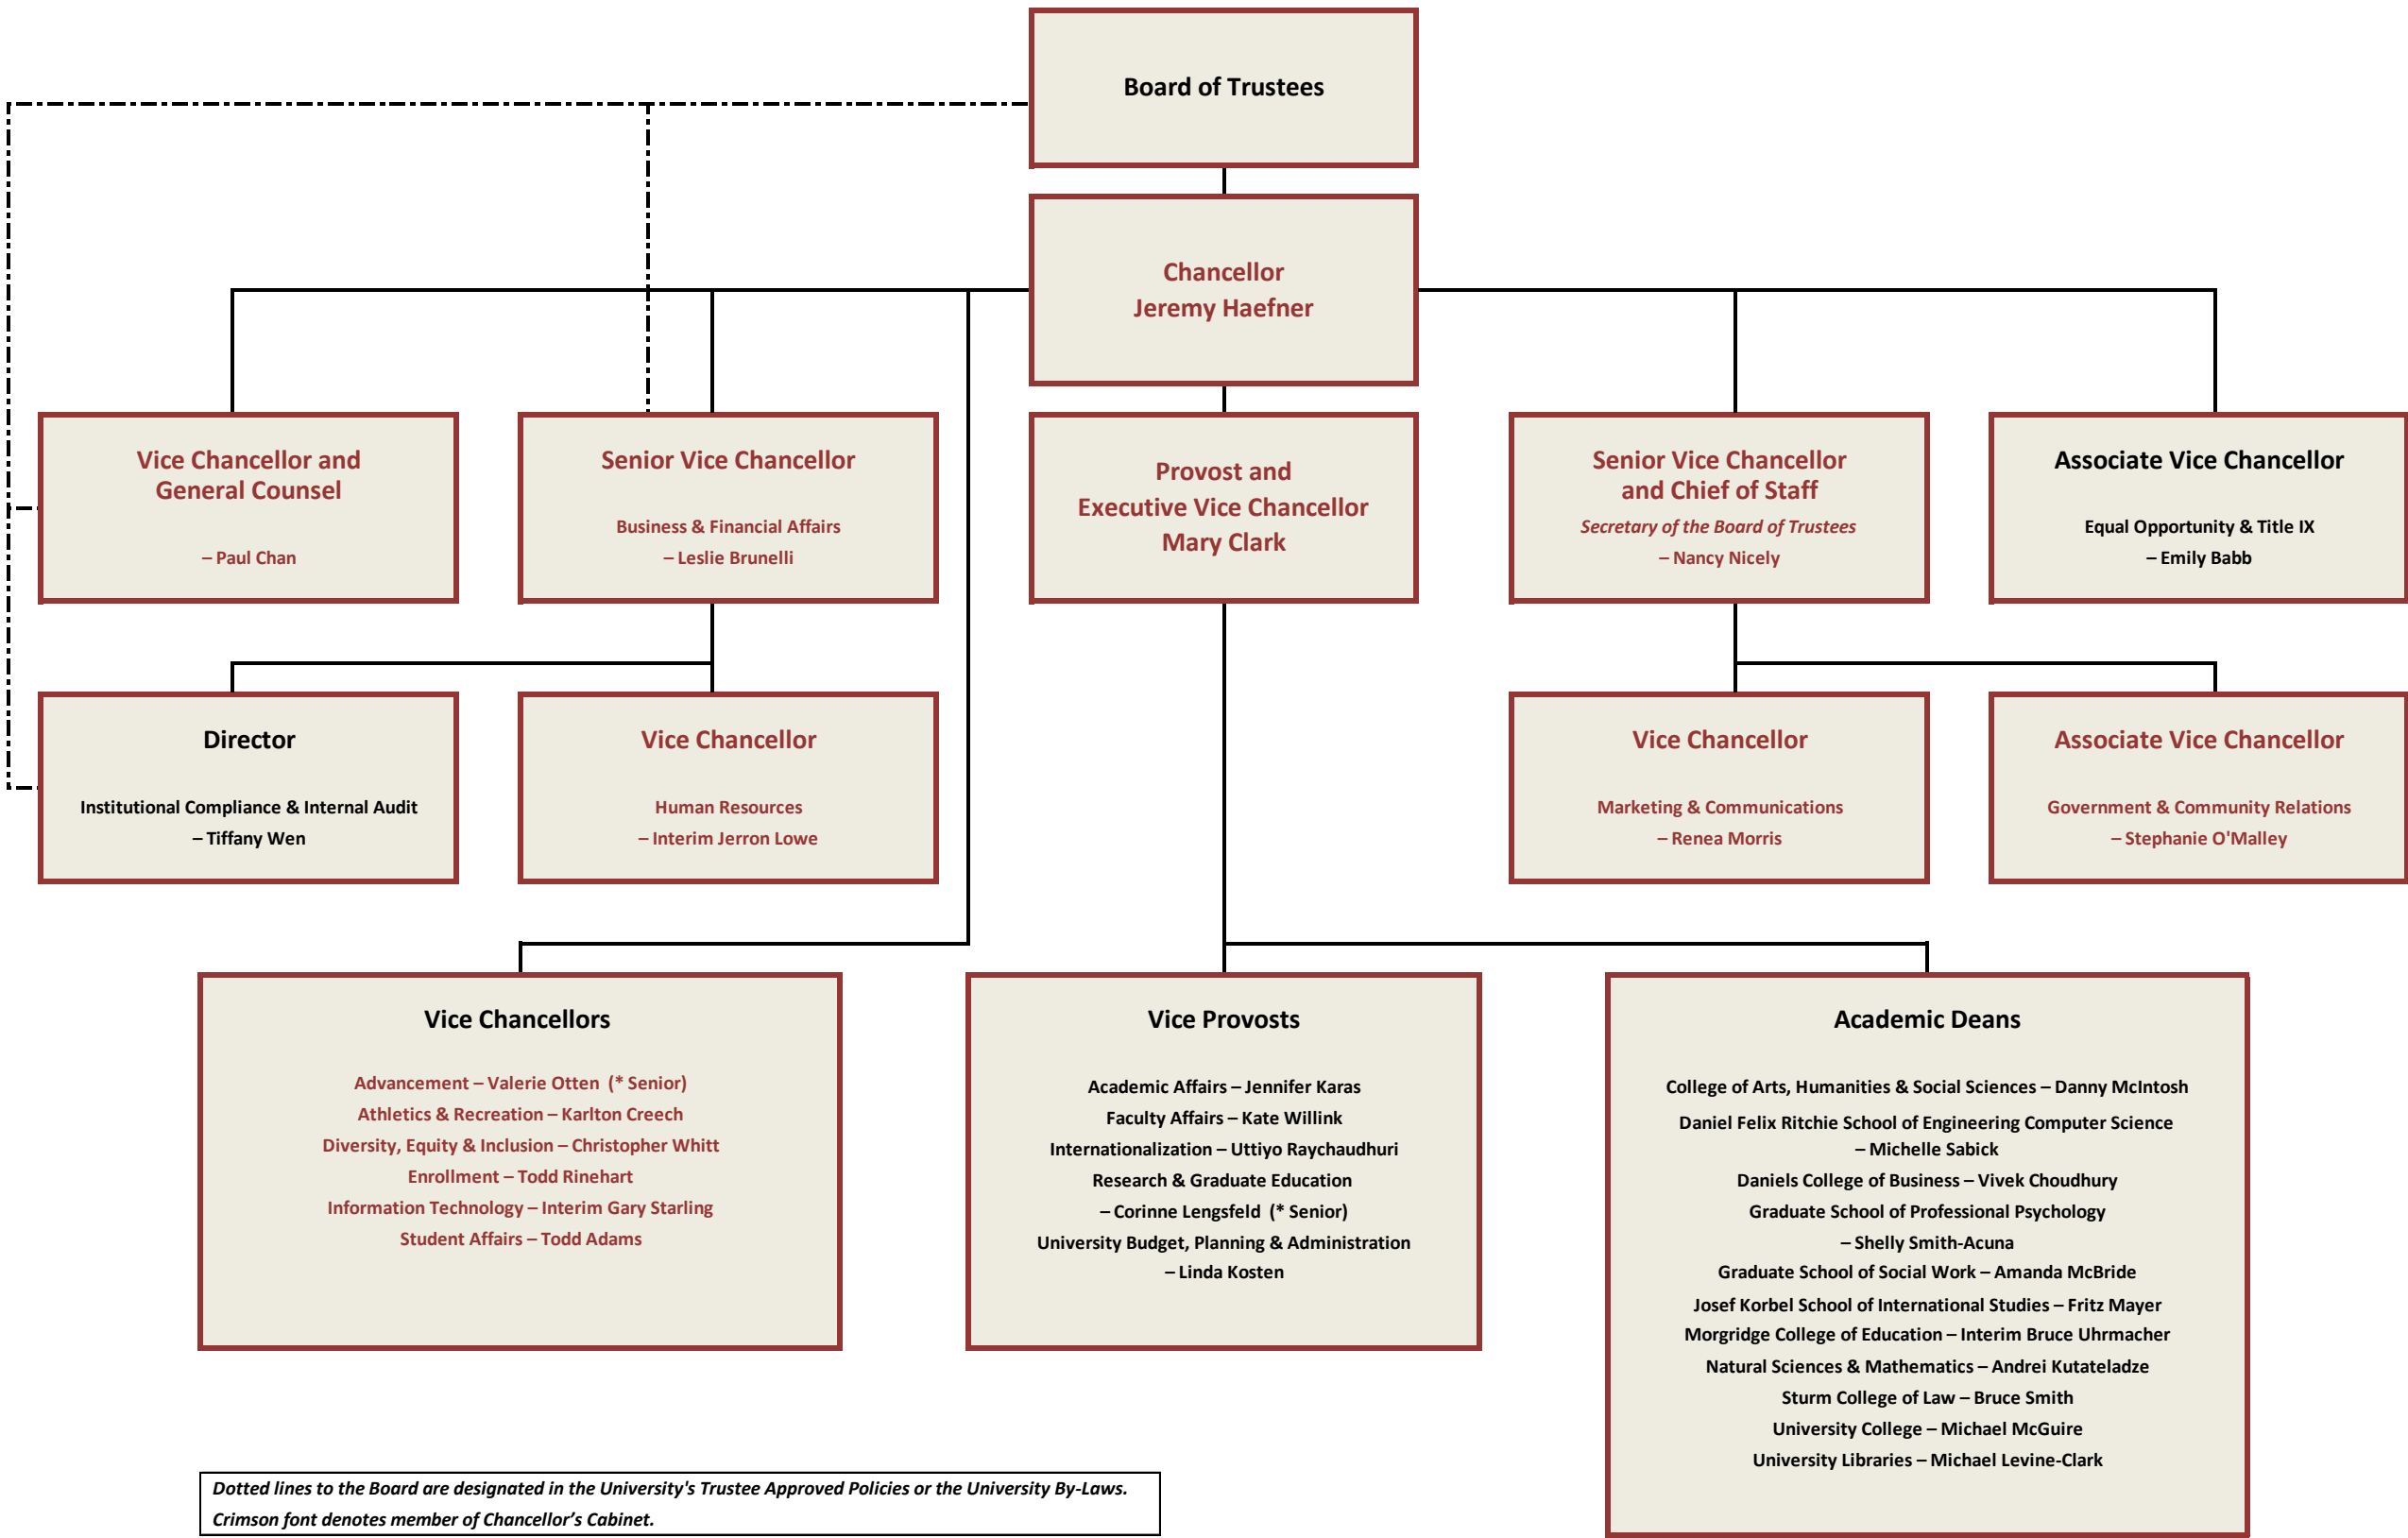 Board of Trustees
Chancellor
Jeremy Haefner
Vice Chancellor and
General Counsel
– Paul Chan
Senior Vice Chancellor
Business & Financial Affairs
– Leslie Brunelli
Provost and
Executive Vice Chancellor
Mary Clark
Senior Vice Chancellor
and Chief of Staff
Secretary of the Board of Trustees
– Nancy Nicely
Associate Vice Chancellor
Equal Opportunity & Title IX
– Emily Babb
Director
Institutional Compliance & Internal Audit
– Tiffany Wen
Vice Chancellor
Human Resources
– Interim Jerron Lowe
Vice Chancellor
Marketing & Communications
– Renea Morris
Associate Vice Chancellor
Government & Community Relations
– Stephanie O'Malley
Vice Chancellors
Advancement – Valerie Otten (* Senior)
Athletics & Recreation – Karlton Creech
Diversity, Equity & Inclusion – Christopher Whitt
Enrollment – Todd Rinehart
Information Technology – Interim Gary Starling
Student Affairs – Todd Adams
Vice Provosts
Academic Affairs – Jennifer Karas
Faculty Affairs – Kate Willink
Internationalization – Uttiyo Raychaudhuri
Research & Graduate Education
– Corinne Lengsfeld (* Senior)
University Budget, Planning & Administration
– Linda Kosten
Academic Deans
College of Arts, Humanities & Social Sciences – Danny McIntosh
Daniel Felix Ritchie School of Engineering Computer Science
– Michelle Sabick
Daniels College of Business – Vivek Choudhury
Graduate School of Professional Psychology
– Shelly Smith-Acuna
Graduate School of Social Work – Amanda McBride
Josef Korbel School of International Studies – Fritz Mayer
Morgridge College of Education – Interim Bruce Uhrmacher
Natural Sciences & Mathematics – Andrei Kutateladze
Sturm College of Law – Bruce Smith
University College – Michael McGuire
University Libraries – Michael Levine-Clark
Dotted lines to the Board are designated in the University's Trustee Approved Policies or the University By-Laws.
Crimson font denotes member of Chancellor’s Cabinet.